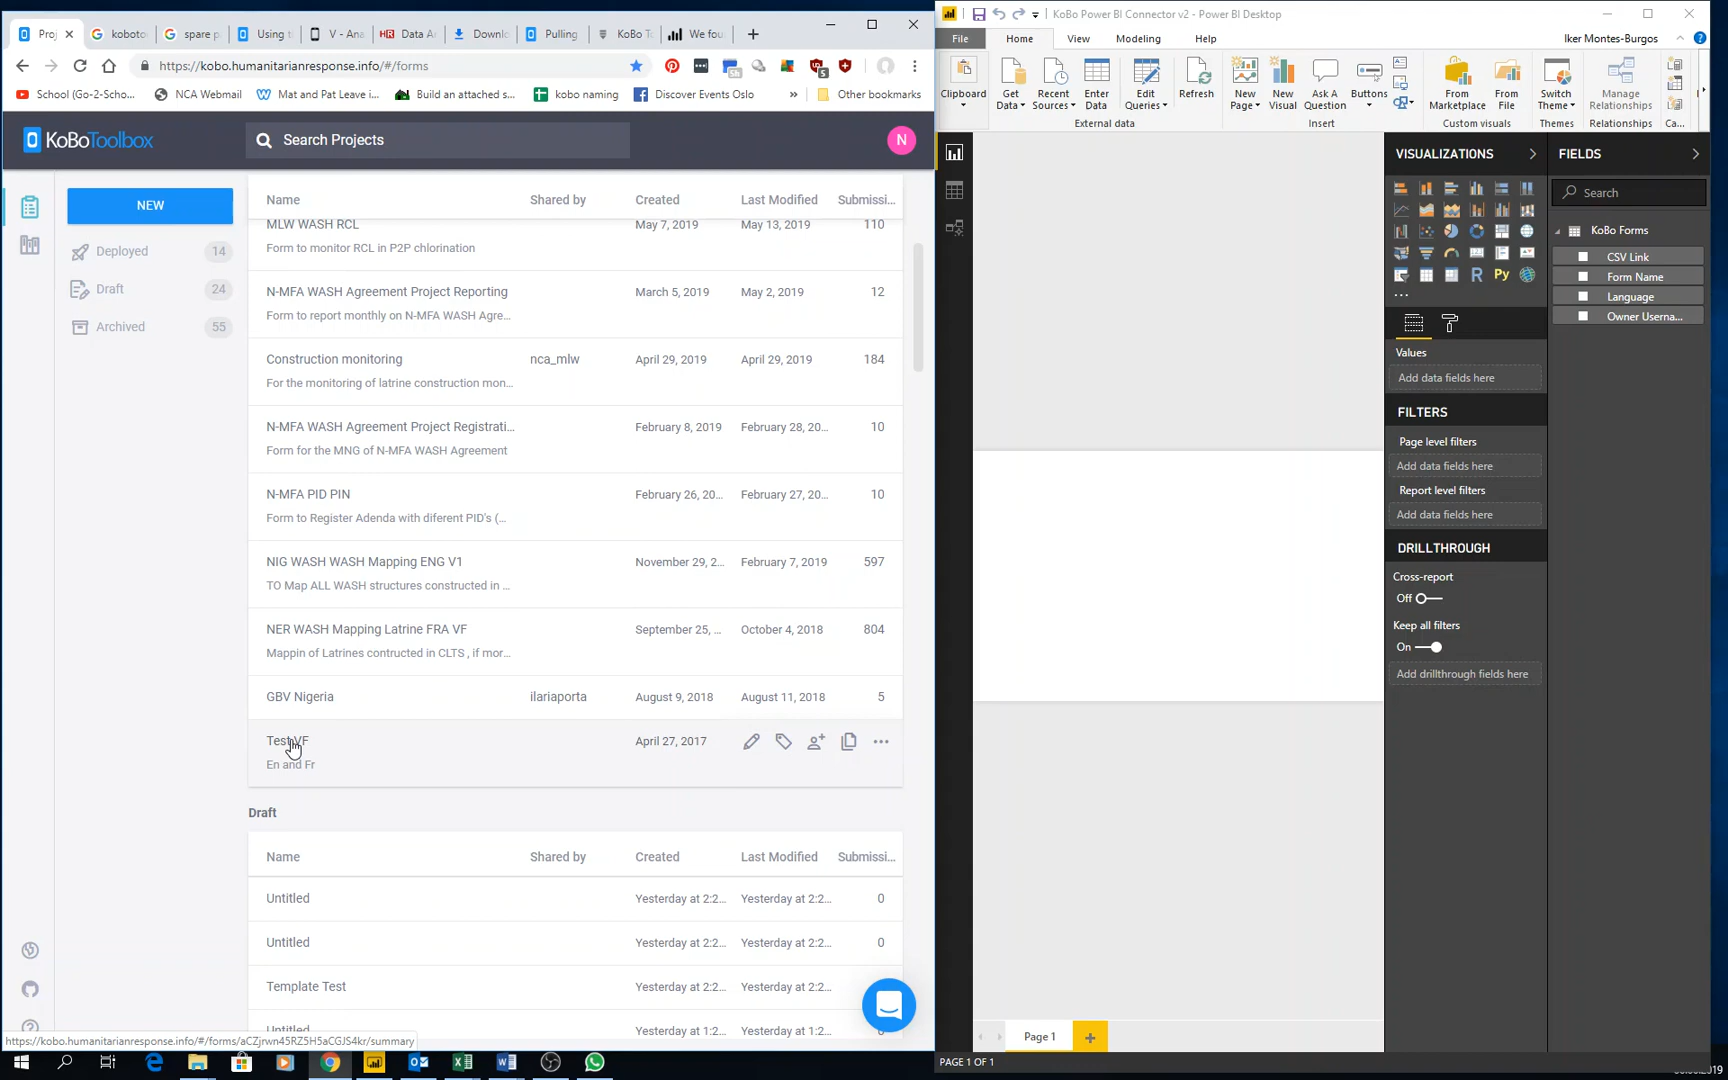 Proj
koboto
spare p
Using t
V - Ana
Data A
Downlo
Pulling
KoBo To
We fou
https://kobo.humanitarianresponse.info/#/forms
School (Go-2-Scho...
NCA Webmail
Mat and Pat Leave i...
Build an attached s...
kobo naming
Discover Events Oslo
»
Other bookmarks
KoBoToolbox
Search Projects
N
NEW
Deployed 14
Draft 24
Archived 55
Name Shared by Created Last Modified Submissi...
MLW WASH RCL May 7, 2019 May 13, 2019 110
Form to monitor RCL in P2P chlorination
N-MFA WASH Agreement Project Reporting March 5, 2019 May 2, 2019 12
Form to report monthly on N-MFA WASH Agre...
Construction monitoring nca_mlw April 29, 2019 April 29, 2019 184
For the monitoring of latrine construction mon...
N-MFA WASH Agreement Project Registrati... February 8, 2019 February 28, 20... 10
Form for the MNG of N-MFA WASH Agreement
N-MFA PID PIN February 26, 20... February 27, 20... 10
Form to Register Adenda with diferent PID's (...
NIG WASH WASH Mapping ENG V1 November 29, 2... February 7, 2019 597
TO Map ALL WASH structures constructed in ...
NER WASH Mapping Latrine FRA VF September 25, ... October 4, 2018 804
Mappin of Latrines contructed in CLTS , if mor...
GBV Nigeria ilariaporta August 9, 2018 August 11, 2018 5
Test VF April 27, 2017
En and Fr
Draft
Name Shared by Created Last Modified Submissi...
Untitled Yesterday at 2:2... Yesterday at 2:2... 0
Untitled Yesterday at 2:2... Yesterday at 2:2... 0
Template Test Yesterday at 2:2... Yesterday at 2:2...
Untitled Yesterday at 1:2... Yesterday at 1:2...
https://kobo.humanitarianresponse.info/#/forms/aCZjrwn45RZ5H5aCGJS4kr/summary
KoBo Power BI Connector v2 - Power BI Desktop
File Home View Modeling Help
Iker Montes-Burgos
Clipboard
Get Data
Recent Sources
Enter Data
Edit Queries
Refresh
New Page
New Visual
Ask A Question
Buttons
From Marketplace
From File
Switch Theme
Manage Relationships
External data
Insert
Custom visuals
Themes
Relationships
Ca...
VISUALIZATIONS
R
Py
Values
Add data fields here
FILTERS
Page level filters
Add data fields here
Report level filters
Add data fields here
DRILLTHROUGH
Cross-report
Off
Keep all filters
On
Add drillthrough fields here
FIELDS
Search
KoBo Forms
CSV Link
Form Name
Language
Owner Userna...
Page 1
PAGE 1 OF 1